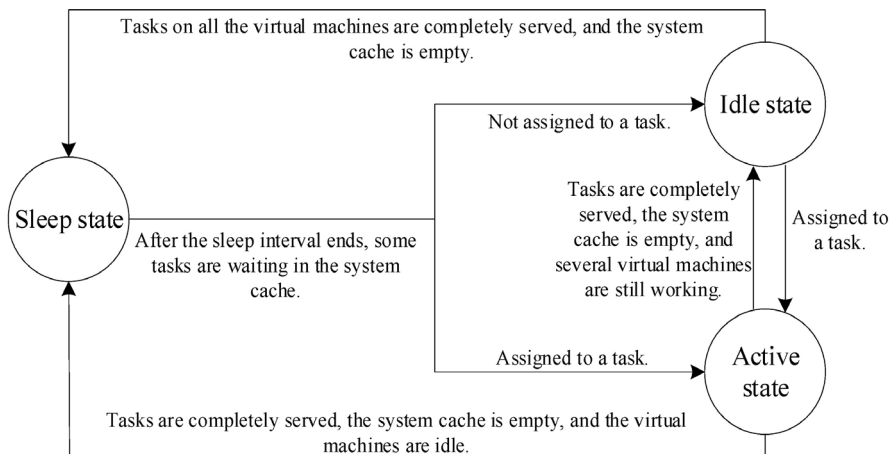 Tasks on all the virtual machines are completely served, and the system
cache is empty.
Idle state
Not assigned to a task.
Sleep state
After the sleep interval ends, some
tasks are waiting in the system
cache.
Tasks are completely
served, the system
cache is empty, and
several virtual machines
are still working.
Assigned to
a task.
Assigned to a task.
Active
state
Tasks are completely served, the system cache is empty, and the virtual
machines are idle.